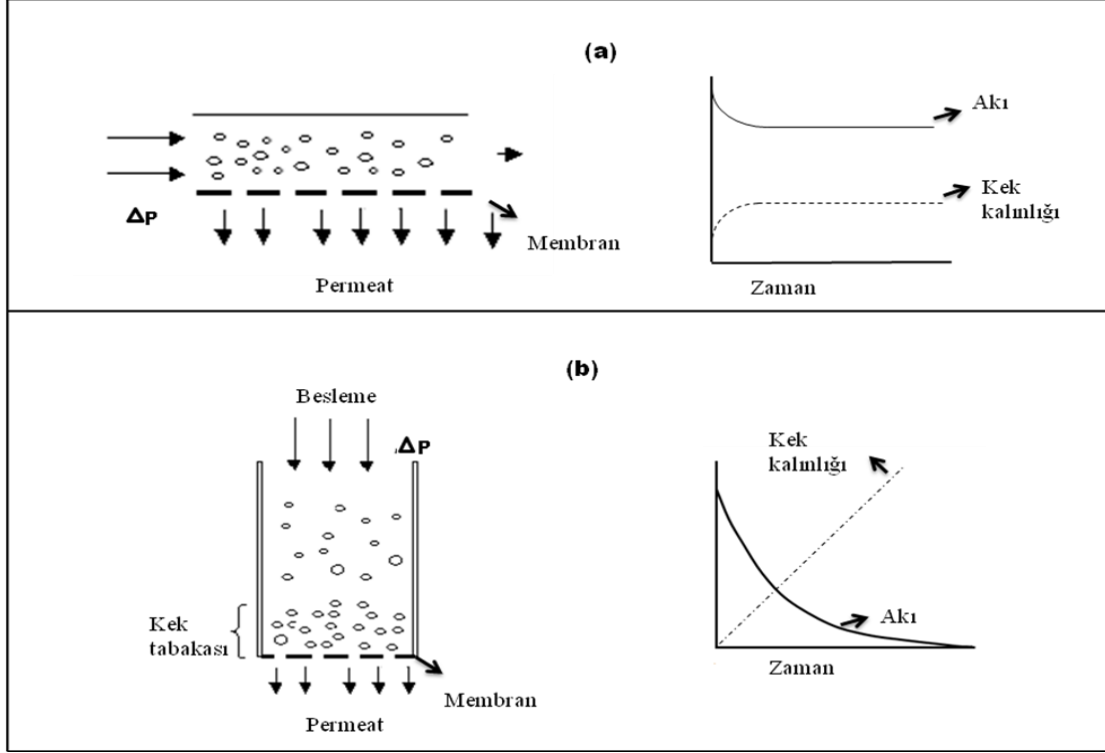 (a)
ΔP
Membran
Permeat
Akı
Kek
kalınlığı
Zaman
(b)
Besleme
ΔP
Kek
tabakası
Membran
Permeat
Kek
kalınlığı
Akı
Zaman